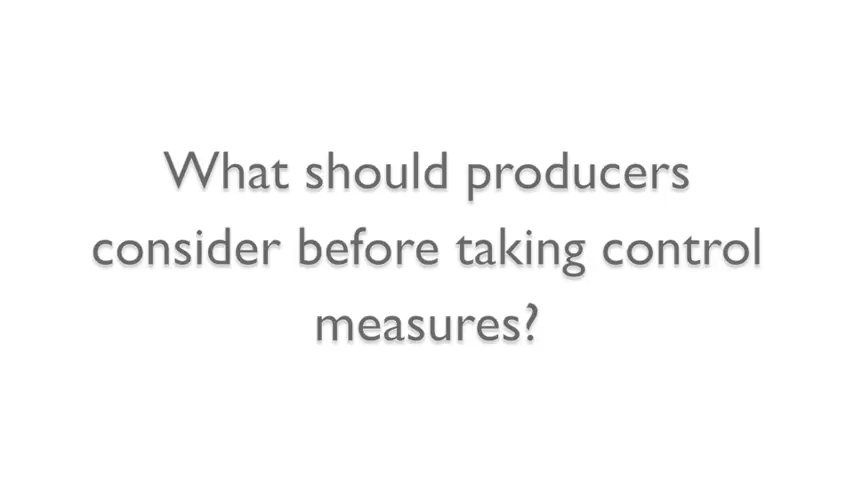 What should producers
consider before taking control
measures?